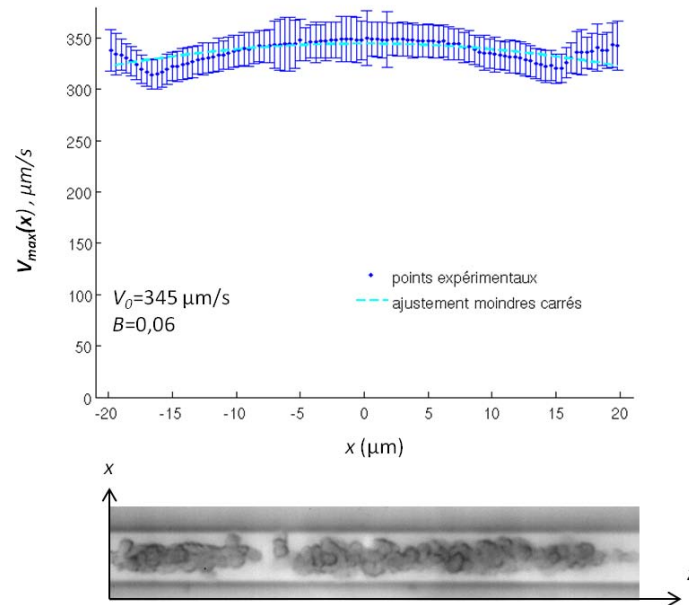 350
300
250
200
150
100
50
0
V_max(x), µm/s
points expérimentaux
ajustement moindres carrés
V₀=345 µm/s
B=0,06
-20 -15 -10 -5 0 5 10 15 20
x (µm)
x